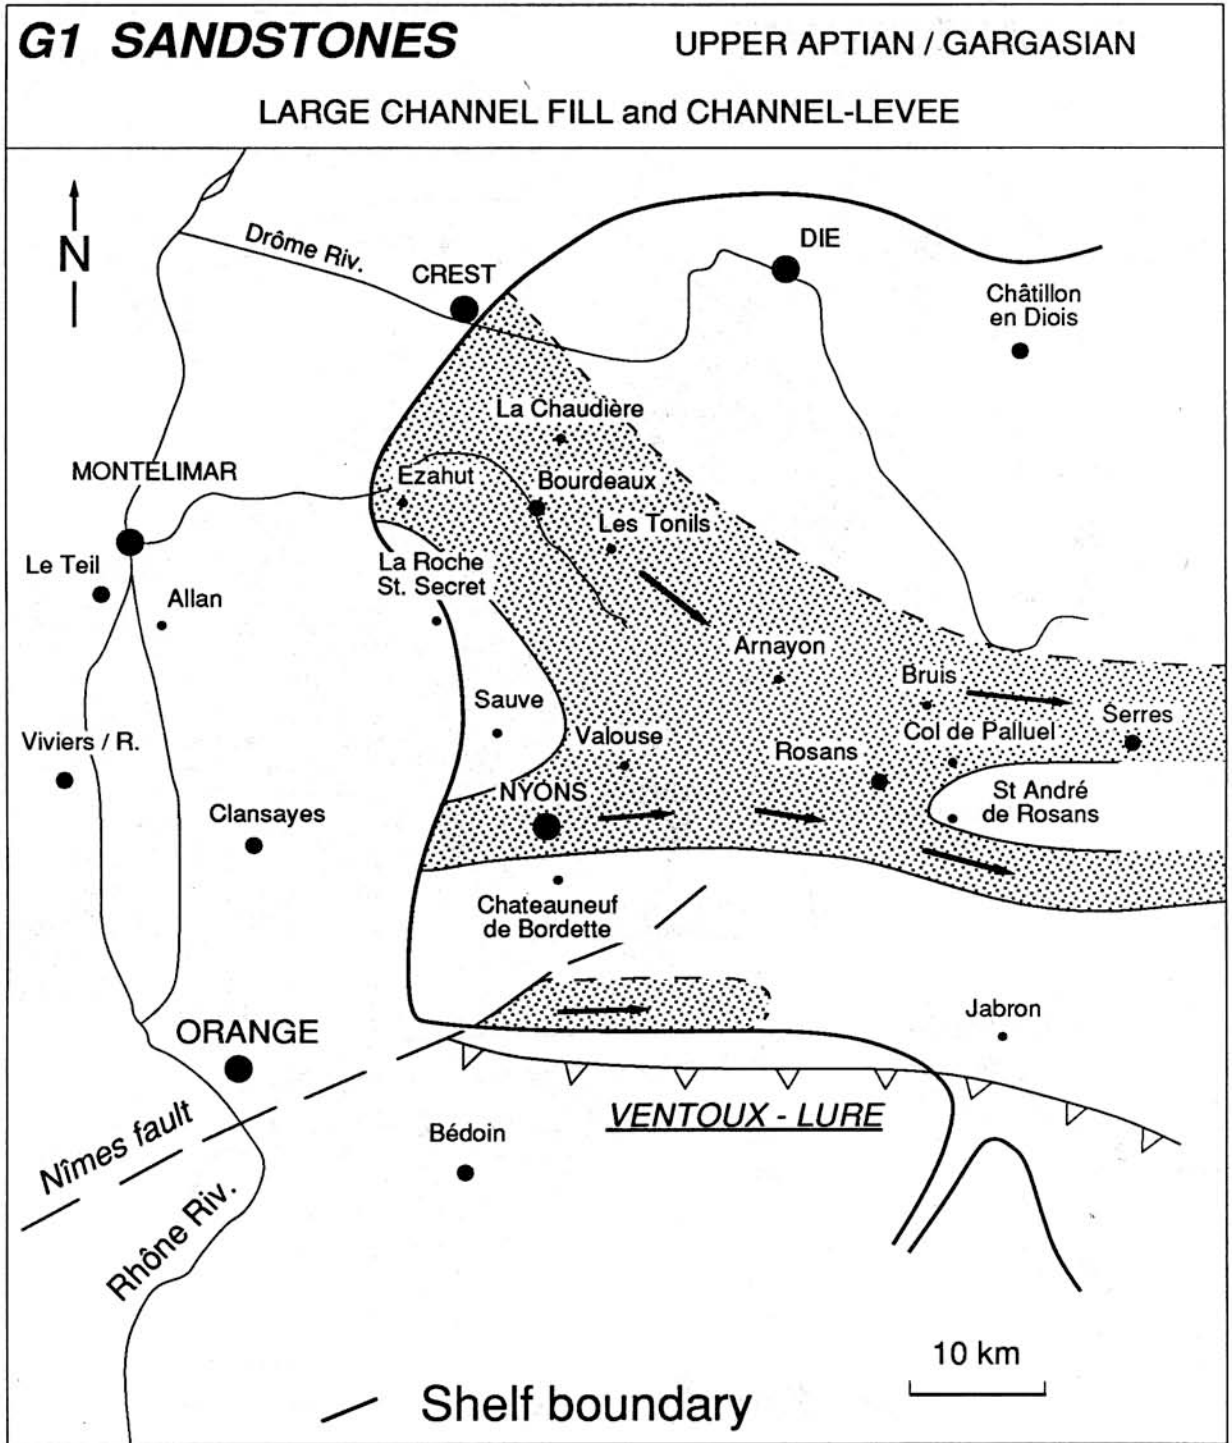 G1 SANDSTONES
UPPER APTIAN / GARGASIAN
LARGE CHANNEL FILL and CHANNEL-LEVEE
N
Drôme Riv.
CREST
DIE
Châtillon
en Diois
La Chaudière
MONTELIMAR
Ezahut
Bourdeaux
Les Tonils
Le Teil
Allan
La Roche
St. Secret
Arnayon
Bruis
Sauve
Serres
Viviers / R.
Valouse
Rosans
Col de Palluel
NYONS
St André
de Rosans
Clansayes
Chateauneuf
de Bordette
Jabron
ORANGE
VENTOUX - LURE
Nîmes fault
Bédoin
Rhône Riv.
10 km
Shelf boundary